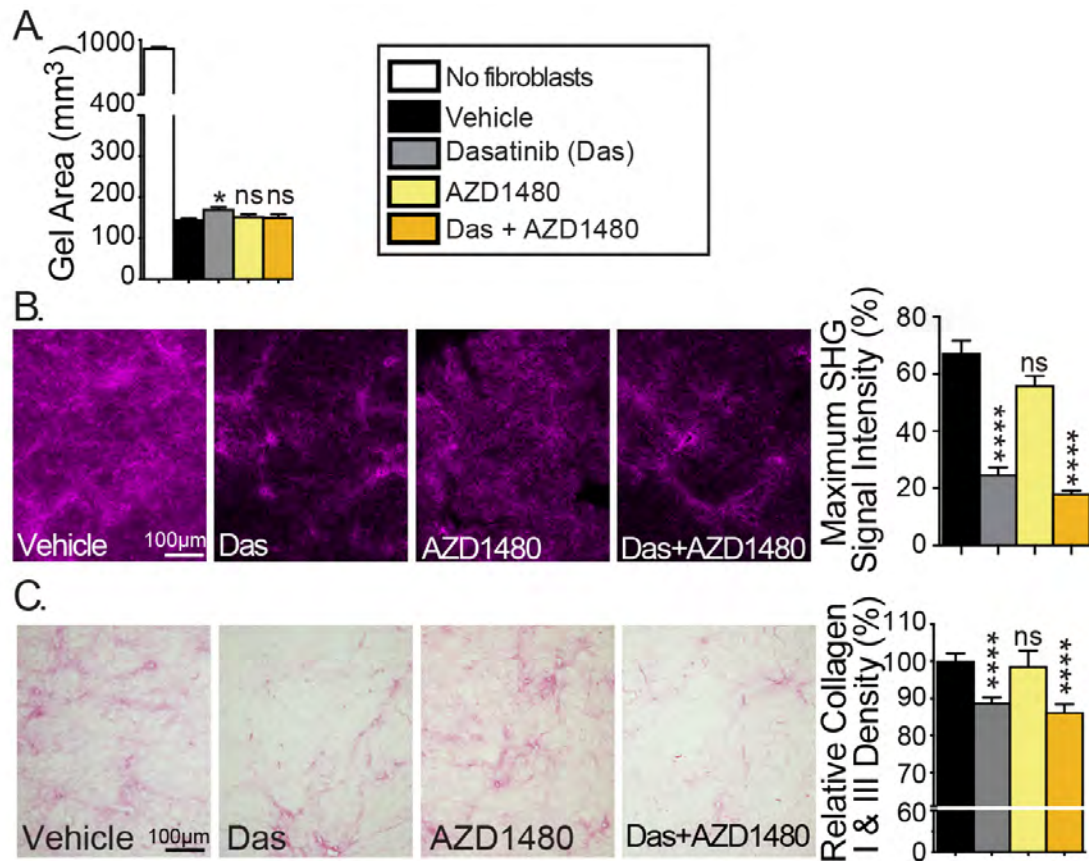 A.
Gel Area (mm³)
1000
400
400
300
200
100
0
*
ns
ns
No fibroblasts
Vehicle
Dasatinib (Das)
AZD1480
Das + AZD1480
B.
Vehicle
100µm
Das
AZD1480
Das+AZD1480
Maximum SHG
Signal Intensity (%)
80
60
40
20
0
****
ns
****
C.
Vehicle
100µm
Das
AZD1480
Das+AZD1480
Relative Collagen
I & III Density (%)
110
100
90
80
70
60
0
****
ns
****